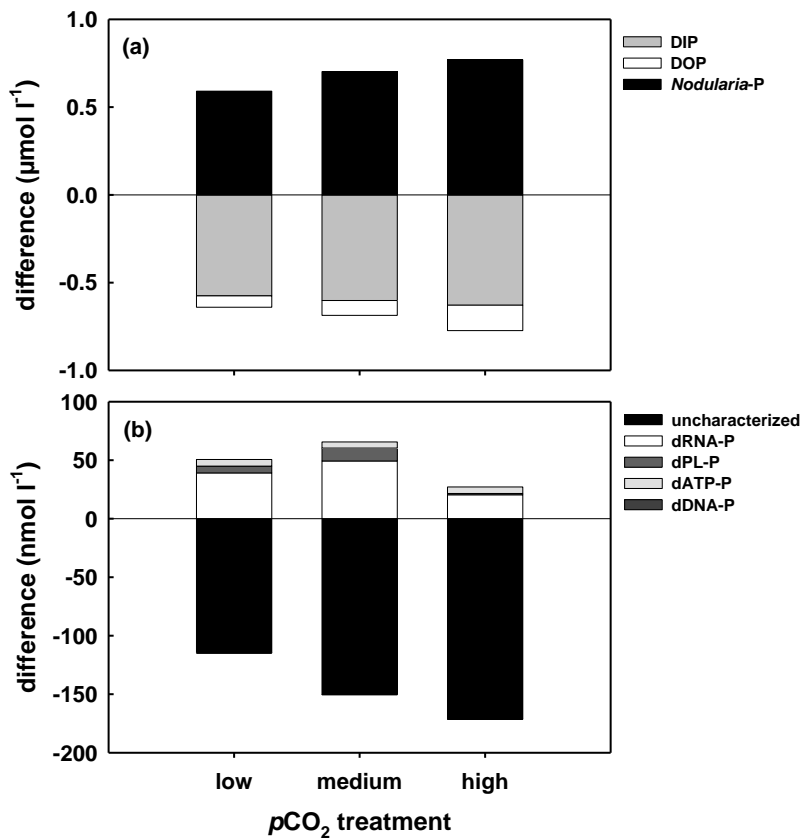 (a)
1.0
0.5
0.0
-0.5
-1.0
difference (µmol l⁻¹)
DIP
DOP
Nodularia-P
(b)
100
50
0
-50
-100
-150
-200
difference (nmol l⁻¹)
uncharacterized
dRNA-P
dPL-P
dATP-P
dDNA-P
low medium high
pCO₂ treatment